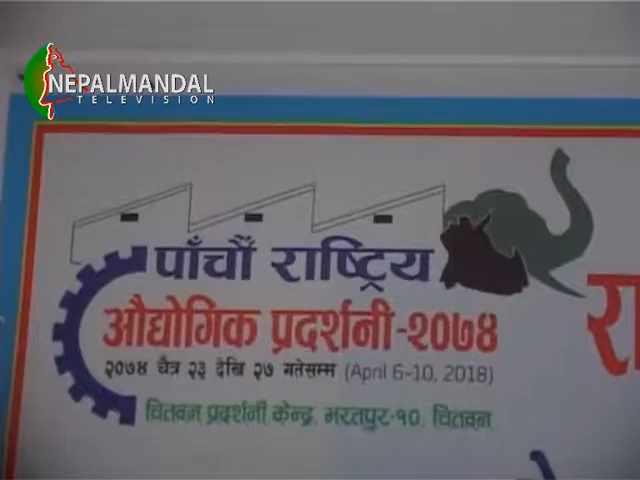 NEPALMANDAL
TELEVISION
पाँचौं राष्ट्रिय
औद्योगिक प्रदर्शनी-२०७४
२०७४ चैत्र २३ देखि २७ गतेसम्म (April 6-10, 2018)
चितवन प्रदर्शनी केन्द्र, भरतपुर-१०, चितवन
रा